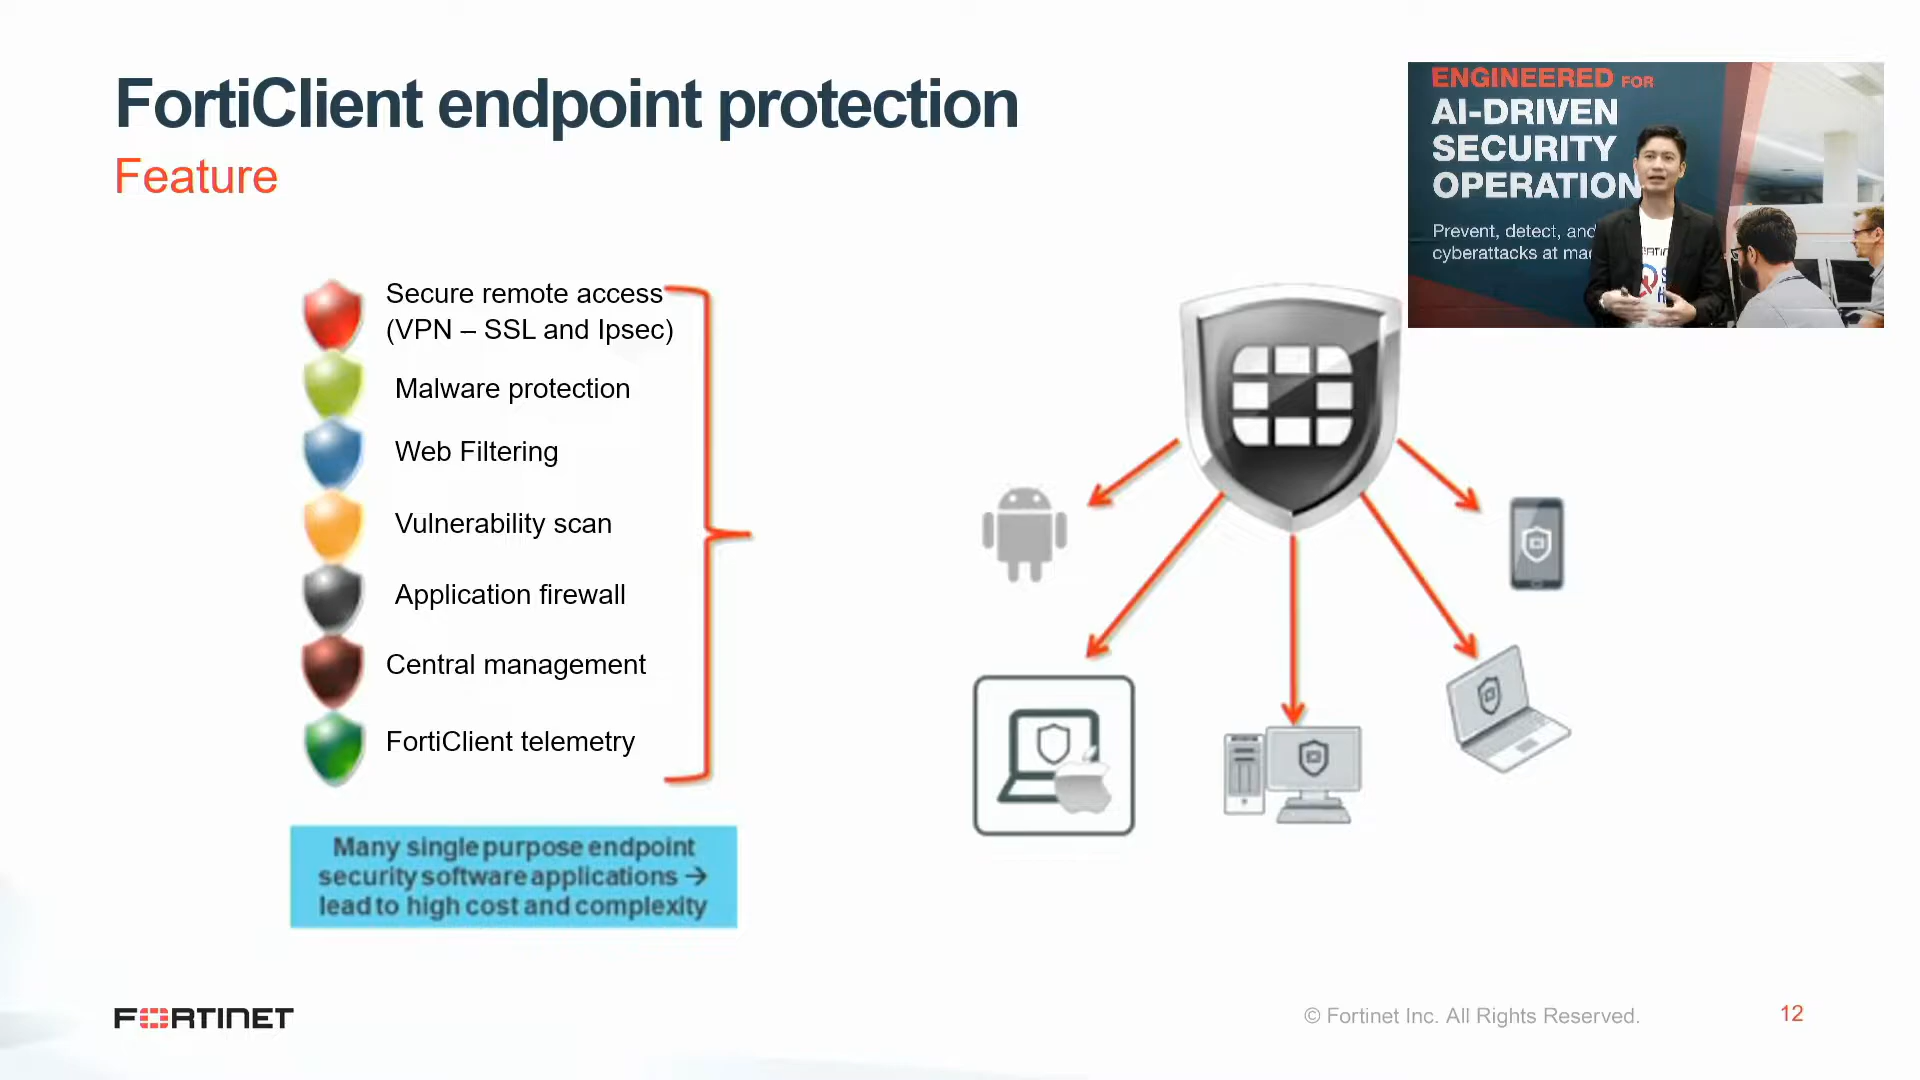 FortiClient endpoint protection
Feature
ENGINEERED FOR
AI-DRIVEN
SECURITY
OPERATION
Prevent, detect, and
cyberattacks at
Secure remote access
(VPN – SSL and Ipsec)
Malware protection
Web Filtering
Vulnerability scan
Application firewall
Central management
FortiClient telemetry
Many single purpose endpoint
security software applications →
lead to high cost and complexity
FORTINET
© Fortinet Inc. All Rights Reserved.
12